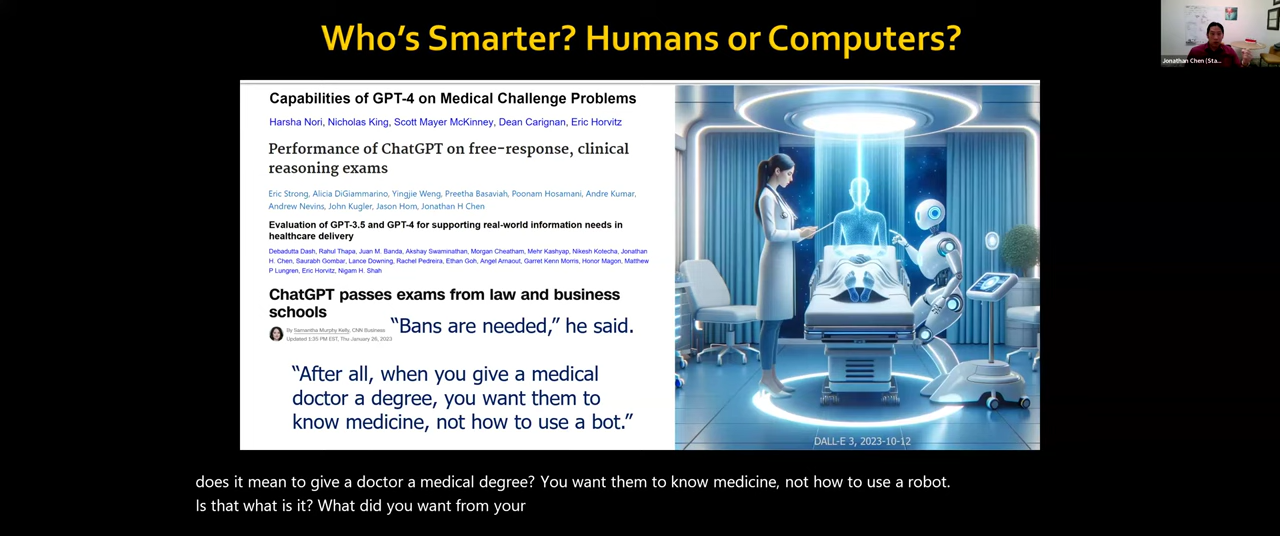 Who's Smarter? Humans or Computers?
Jonathan Chen (Sta...
Capabilities of GPT-4 on Medical Challenge Problems
Harsha Nori, Nicholas King, Scott Mayer McKinney, Dean Carignan, Eric Horvitz
Performance of ChatGPT on free-response, clinical
reasoning exams
Eric Strong, Alicia DiGiammarino, Yingjie Weng, Preetha Basaviah, Poonam Hosamani, Andre Kumar,
Andrew Nevins, John Kugler, Jason Hom, Jonathan H Chen
Evaluation of GPT-3.5 and GPT-4 for supporting real-world information needs in
healthcare delivery
Debadutta Dash, Rahul Thapa, Juan M. Banda, Akshay Swaminathan, Morgan Cheatham, Mehr Kashyap, Nikesh Kotecha, Jonathan
H. Chen, Saurabh Gombar, Lance Downing, Rachel Pedreira, Ethan Goh, Angel Arnaout, Garret Kenn Morris, Honor Magon, Matthew
P Lungren, Eric Horvitz, Nigam H. Shah
ChatGPT passes exams from law and business
schools
By Samantha Murphy Kelly, CNN Business
Updated 1:35 PM EST, Thu January 26, 2023
“Bans are needed,” he said.
“After all, when you give a medical
doctor a degree, you want them to
know medicine, not how to use a bot.”
DALL-E 3, 2023-10-12
does it mean to give a doctor a medical degree? You want them to know medicine, not how to use a robot.
Is that what is it? What did you want from your